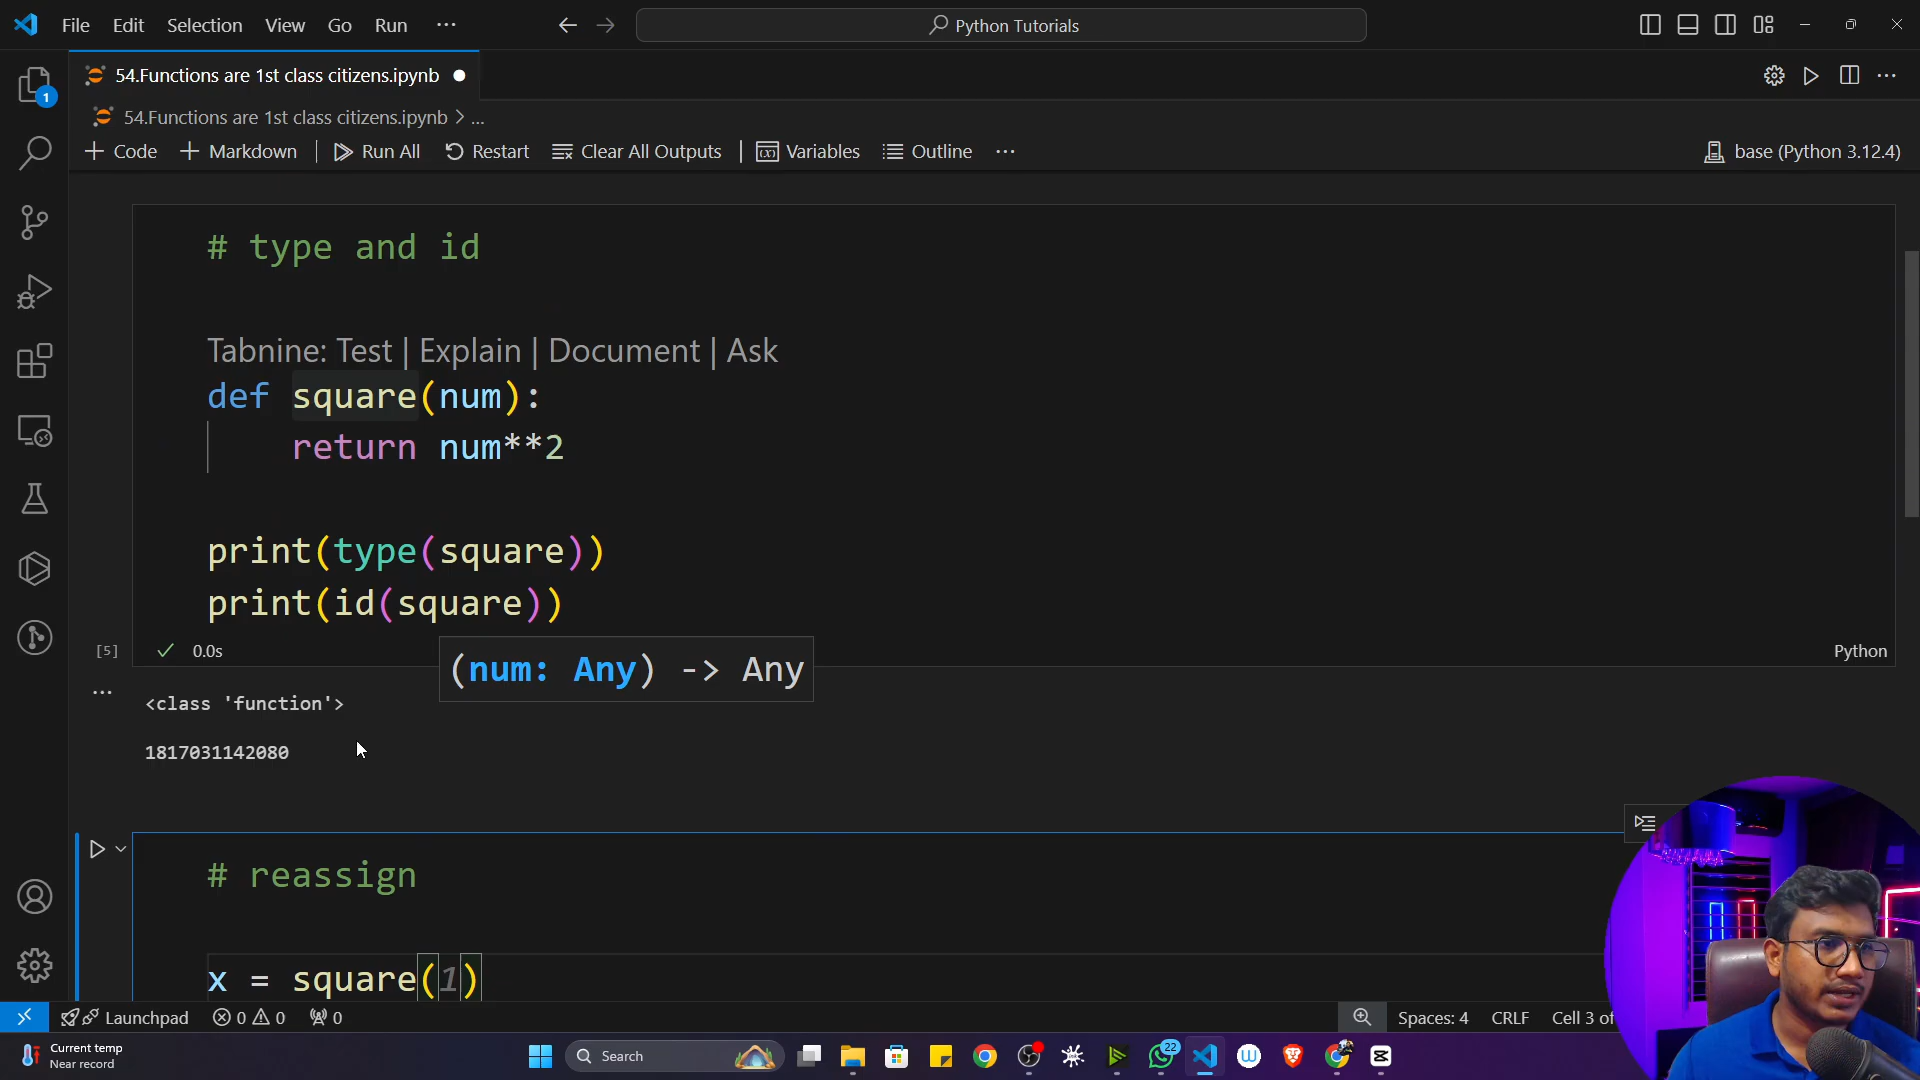 File Edit Selection View Go Run ···
Python Tutorials
54.Functions are 1st class citizens.ipynb
1
54.Functions are 1st class citizens.ipynb > ...
+ Code + Markdown Run All Restart Clear All Outputs Variables Outline ···
base (Python 3.12.4)
# type and id
Tabnine: Test | Explain | Document | Ask
def square(num):
return num**2
print(type(square))
print(id(square))
[5] ✓ 0.0s
Python
(num: Any) -> Any
<class 'function'>
1817031142080
# reassign
x = square(1)
Launchpad 0 0 0
Spaces: 4 CRLF Cell 3 of
Current temp
Near record
Search
22